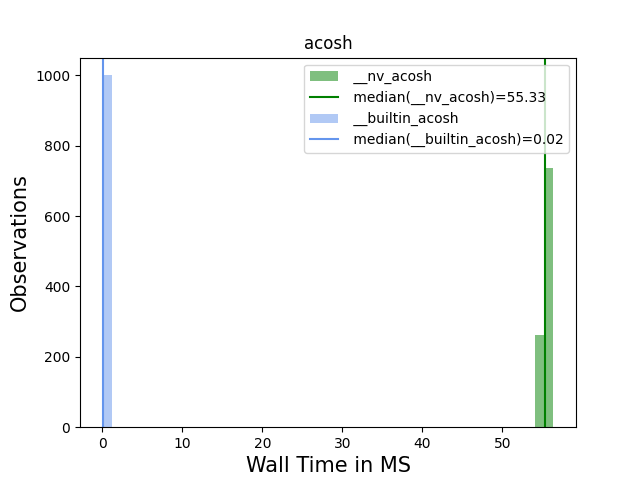 acosh
1000
800
600
400
200
0
Observations
__nv_acosh
median(__nv_acosh)=55.33
__builtin_acosh
median(__builtin_acosh)=0.02
0 10 20 30 40 50
Wall Time in MS